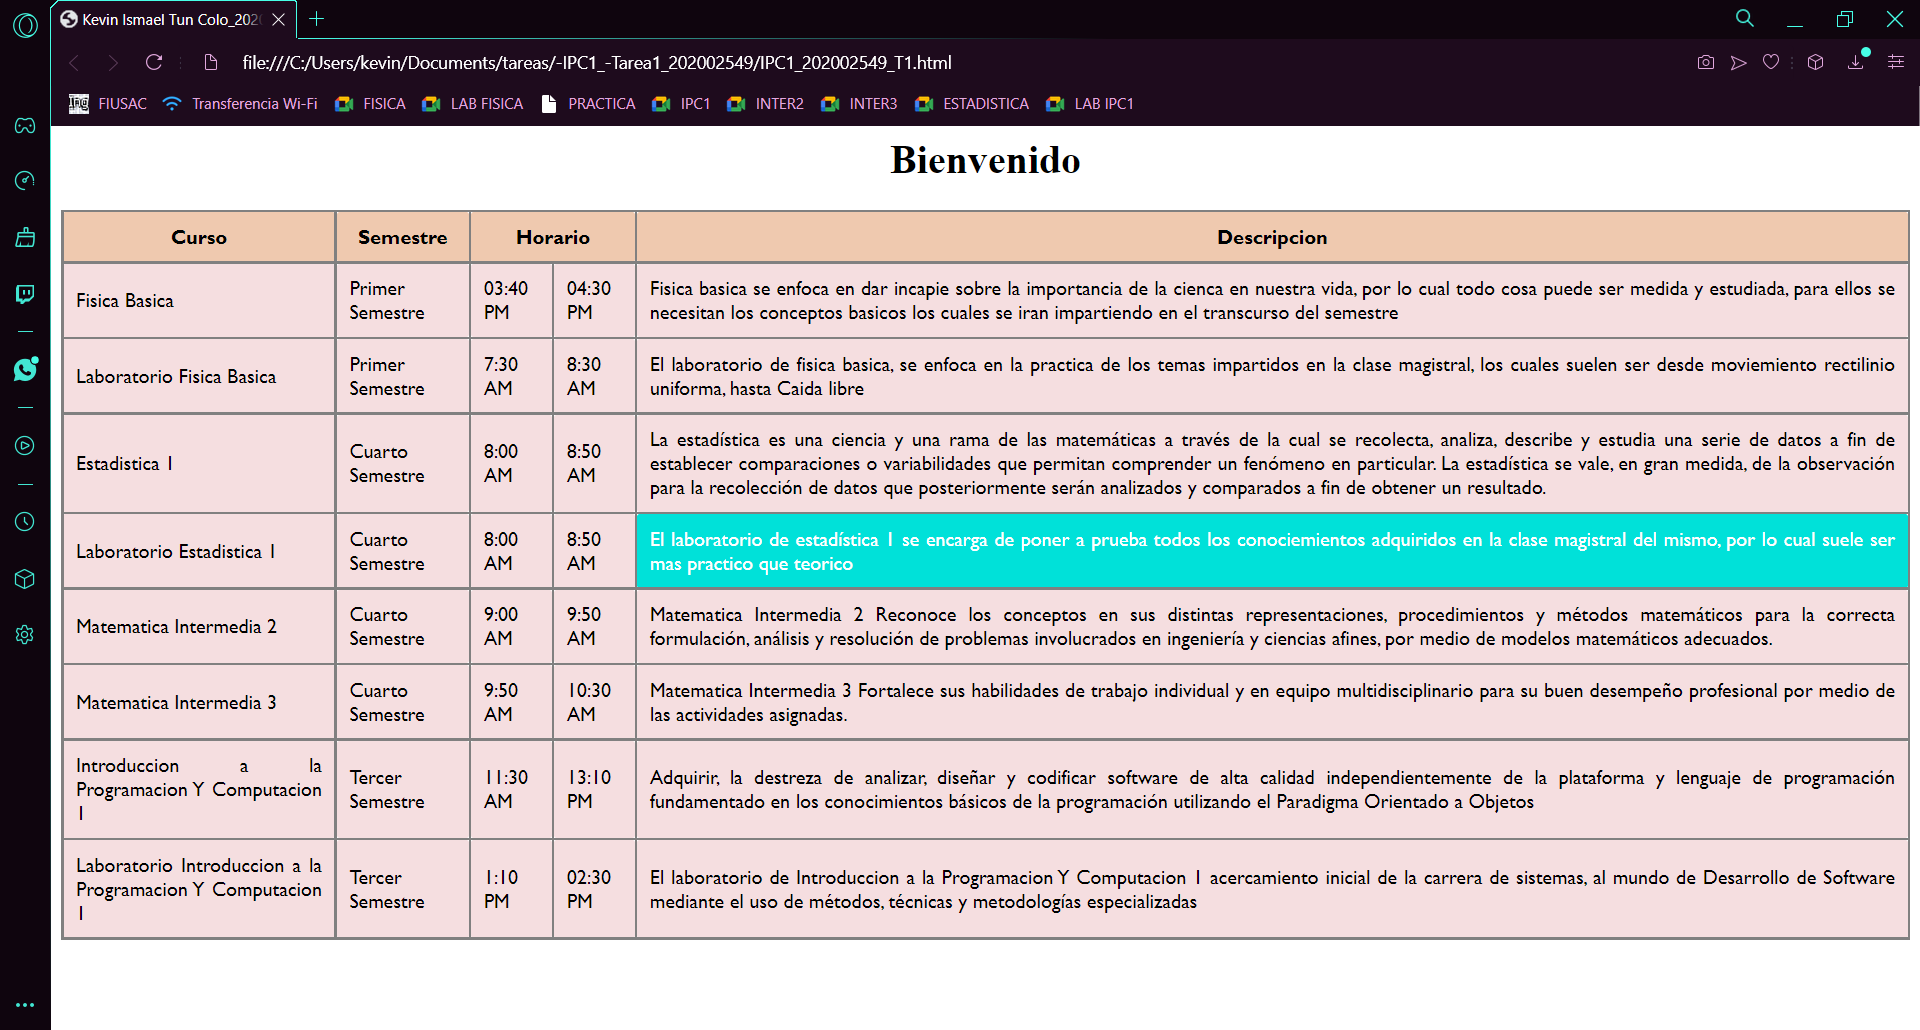 Kevin Ismael Tun Colo_202
file:///C:/Users/kevin/Documents/tareas/-IPC1_-Tarea1_202002549/IPC1_202002549_T1.html
FIUSAC Transferencia Wi-Fi FISICA LAB FISICA PRACTICA IPC1 INTER2 INTER3 ESTADISTICA LAB IPC1
Bienvenido
Curso Semestre Horario Descripcion
Fisica Basica
Primer
Semestre
03:40
PM
04:30
PM
Fisica basica se enfoca en dar incapie sobre la importancia de la cienca en nuestra vida, por lo cual todo cosa puede ser medida y estudiada, para ellos se
necesitan los conceptos basicos los cuales se iran impartiendo en el transcurso del semestre
Laboratorio Fisica Basica
Primer
Semestre
7:30
AM
8:30
AM
El laboratorio de fisica basica, se enfoca en la practica de los temas impartidos en la clase magistral, los cuales suelen ser desde moviemiento rectilinio
uniforma, hasta Caida libre
Estadistica 1
Cuarto
Semestre
8:00
AM
8:50
AM
La estadística es una ciencia y una rama de las matemáticas a través de la cual se recolecta, analiza, describe y estudia una serie de datos a fin de
establecer comparaciones o variabilidades que permitan comprender un fenómeno en particular. La estadística se vale, en gran medida, de la observación
para la recolección de datos que posteriormente serán analizados y comparados a fin de obtener un resultado.
Laboratorio Estadistica 1
Cuarto
Semestre
8:00
AM
8:50
AM
El laboratorio de estadística 1 se encarga de poner a prueba todos los conociemientos adquiridos en la clase magistral del mismo, por lo cual suele ser
mas practico que teorico
Matematica Intermedia 2
Cuarto
Semestre
9:00
AM
9:50
AM
Matematica Intermedia 2 Reconoce los conceptos en sus distintas representaciones, procedimientos y métodos matemáticos para la correcta
formulación, análisis y resolución de problemas involucrados en ingeniería y ciencias afines, por medio de modelos matemáticos adecuados.
Matematica Intermedia 3
Cuarto
Semestre
9:50
AM
10:30
AM
Matematica Intermedia 3 Fortalece sus habilidades de trabajo individual y en equipo multidisciplinario para su buen desempeño profesional por medio de
las actividades asignadas.
Introduccion a la
Programacion Y Computacion
1
Tercer
Semestre
11:30
AM
13:10
PM
Adquirir, la destreza de analizar, diseñar y codificar software de alta calidad independientemente de la plataforma y lenguaje de programación
fundamentado en los conocimientos básicos de la programación utilizando el Paradigma Orientado a Objetos
Laboratorio Introduccion a la
Programacion Y Computacion
1
Tercer
Semestre
1:10
PM
02:30
PM
El laboratorio de Introduccion a la Programacion Y Computacion 1 acercamiento inicial de la carrera de sistemas, al mundo de Desarrollo de Software
mediante el uso de métodos, técnicas y metodologías especializadas